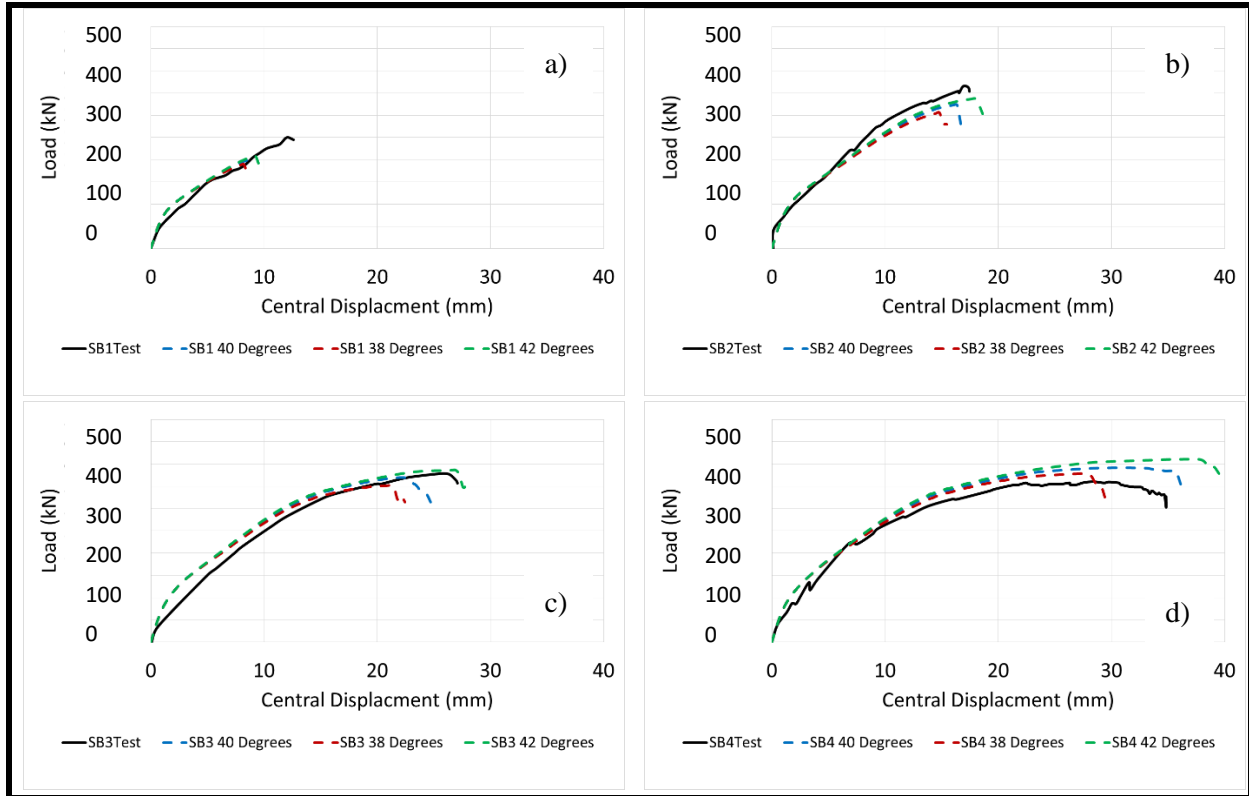 500
400
300
200
100
0
Load (kN)
a)
0 10 20 30 40
Central Displacment (mm)
SB1Test SB1 40 Degrees SB1 38 Degrees SB1 42 Degrees
500
400
300
200
100
0
Load (kN)
b)
0 10 20 30 40
Central Displacment (mm)
SB2Test SB2 40 Degrees SB2 38 Degrees SB2 42 Degrees
500
400
300
200
100
0
Load (kN)
c)
0 10 20 30 40
Central Displacment (mm)
SB3Test SB3 40 Degrees SB3 38 Degrees SB3 42 Degrees
500
400
300
200
100
0
Load (kN)
d)
0 10 20 30 40
Central Displacment (mm)
SB4Test SB4 40 Degrees SB4 38 Degrees SB4 42 Degrees